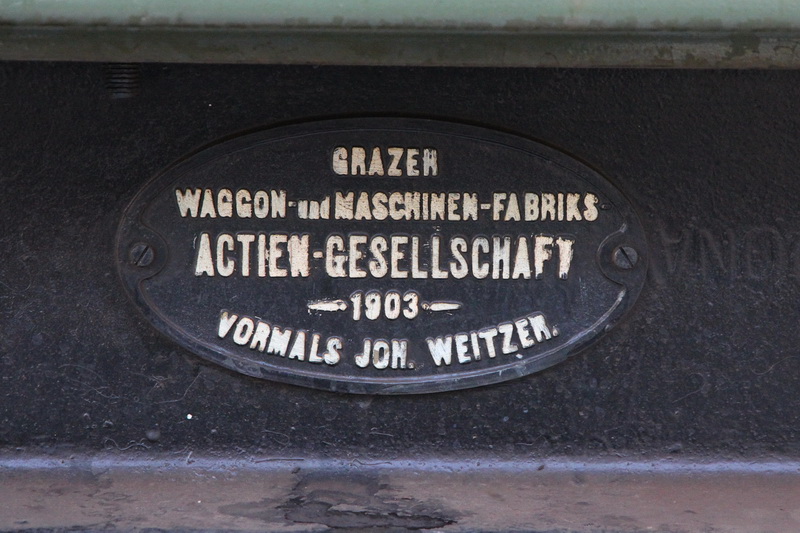 GRAZER
WAGGON-und MASCHINEN-FABRIKS
ACTIEN-GESELLSCHAFT
—1903—
VORMALS JOH. WEITZER.